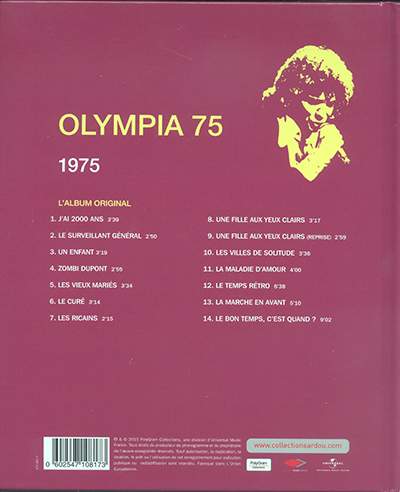 OLYMPIA 75
1975
L'ALBUM ORIGINAL
1. J'AI 2000 ANS 3'39
2. LE SURVEILLANT GÉNÉRAL 2'50
3. UN ENFANT 3'19
4. ZOMBI DUPONT 2'56
5. LES VIEUX MARIÉS 3'34
6. LE CURÉ 3'14
7. LES RICAINS 2'15
8. UNE FILLE AUX YEUX CLAIRS 3'17
9. UNE FILLE AUX YEUX CLAIRS (REPRISE) 2'59
10. LES VILLES DE SOLITUDE 3'36
11. LA MALADIE D'AMOUR 4'00
12. LE TEMPS RÉTRO 6'38
13. LA MARCHE EN AVANT 5'10
14. LE BON TEMPS, C'EST QUAND ? 9'02
0 602547 108173
www.collectionsardou.com
PolyGram
UNIVERSAL